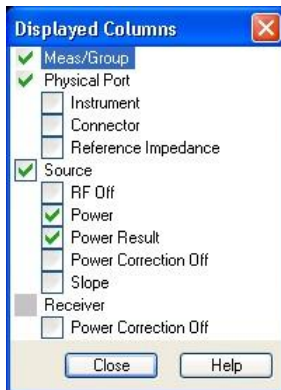 Displayed Columns
Meas/Group
Physical Port
Instrument
Connector
Reference Impedance
Source
RF Off
Power
Power Result
Power Correction Off
Slope
Receiver
Power Correction Off
Close
Help